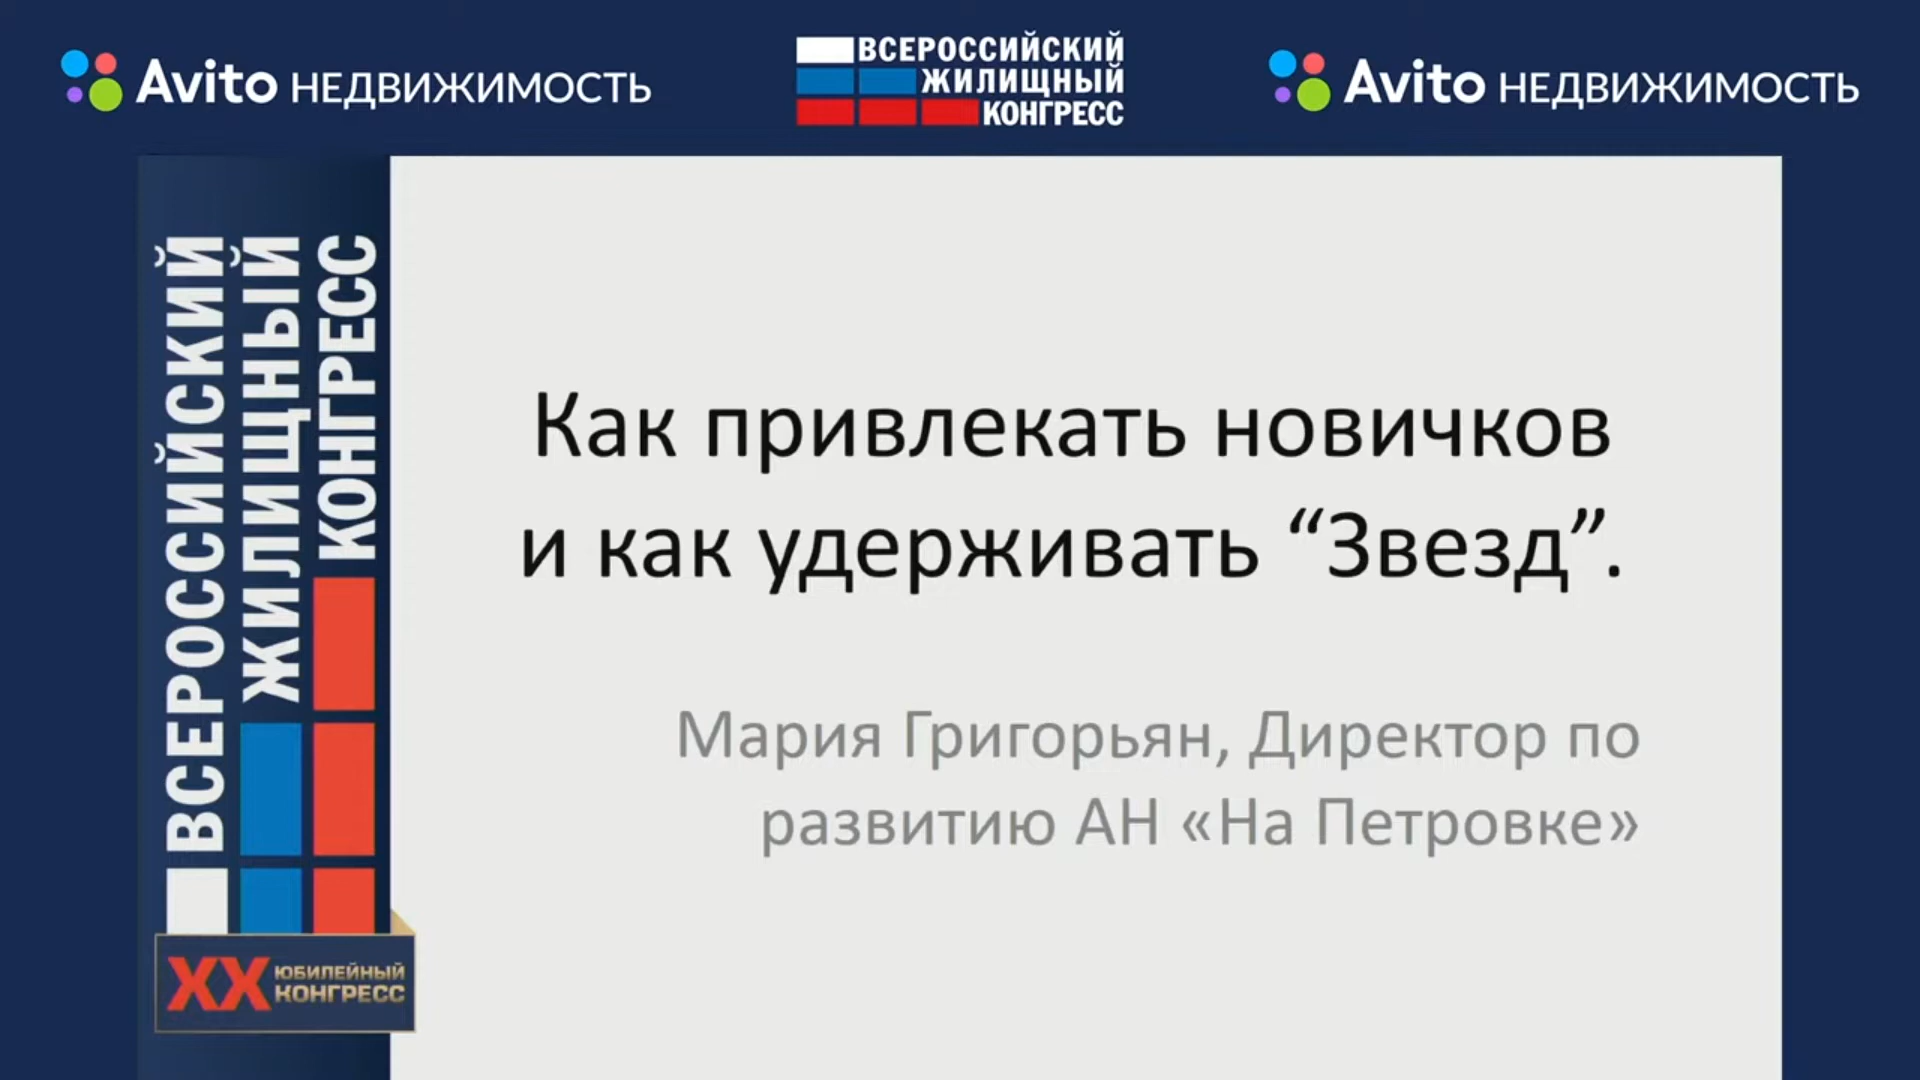 Avito НЕДВИЖИМОСТЬ
ВСЕРОССИЙСКИЙ
ЖИЛИЩНЫЙ
КОНГРЕСС
Avito НЕДВИЖИМОСТЬ
ВСЕРОССИЙСКИЙ
ЖИЛИЩНЫЙ
КОНГРЕСС
Как привлекать новичков
и как удерживать “Звезд”.
Мария Григорьян, Директор по
развитию АН «На Петровке»
XX ЮБИЛЕЙНЫЙ
КОНГРЕСС